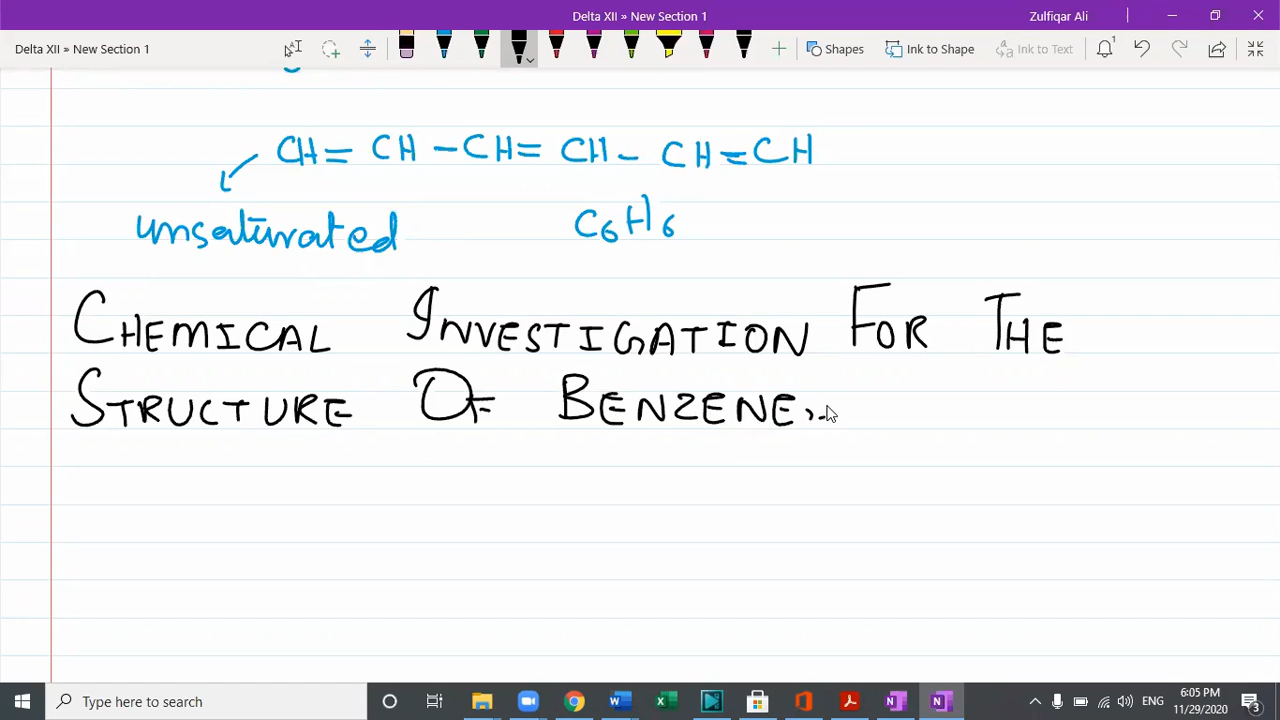 Delta XII » New Section 1
Zulfiqar Ali
Delta XII » New Section 1
Shapes
Ink to Shape
Ink to Text
CH = CH - CH = CH - CH = CH
unsaturated
C6H6
CHEMICAL INVESTIGATION FOR THE
STRUCTURE OF BENZENE
Type here to search
ENG
6:05 PM
11/29/2020
3